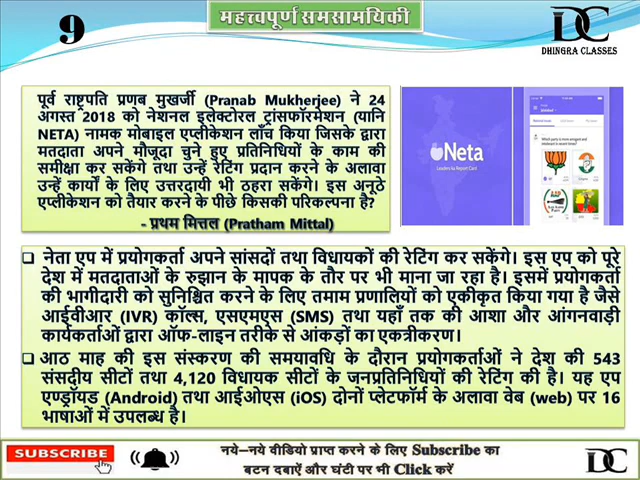 9
महत्त्वपूर्ण समसामयिकी
DC
DHINGRA CLASSES
पूर्व राष्ट्रपति प्रणब मुखर्जी (Pranab Mukherjee) ने 24
अगस्त 2018 को नेशनल इलेक्टोरल ट्रांसफॉरमेशन (यानि
NETA) नामक मोबाइल एप्लीकेशन लॉंच किया जिसके द्वारा
मतदाता अपने मौजूदा चुने हुए प्रतिनिधियों के काम की
समीक्षा कर सकेंगे तथा उन्हें रेटिंग प्रदान करने के अलावा
उन्हें कार्यों के लिए उत्तरदायी भी ठहरा सकेंगे। इस अनूठे
एप्लीकेशन को तैयार करने के पीछे किसकी परिकल्पना है?
- प्रथम मित्तल (Pratham Mittal)
Neta
Leaders ka Report Card
❑ नेता एप में प्रयोगकर्ता अपने सांसदों तथा विधायकों की रेटिंग कर सकेंगे। इस एप को पूरे
देश में मतदाताओं के रुझान के मापक के तौर पर भी माना जा रहा है। इसमें प्रयोगकर्ता
की भागीदारी को सुनिश्चित करने के लिए तमाम प्रणालियों को एकीकृत किया गया है जैसे
आईवीआर (IVR) कॉल्स, एसएमएस (SMS) तथा यहाँ तक की आशा और आंगनवाड़ी
कार्यकर्ताओं द्वारा ऑफ-लाइन तरीके से आंकड़ों का एकत्रीकरण।
❑ आठ माह की इस संस्करण की समयावधि के दौरान प्रयोगकर्ताओं ने देश की 543
संसदीय सीटों तथा 4,120 विधायक सीटों के जनप्रतिनिधियों की रेटिंग की है। यह एप
एण्ड्रॉयड (Android) तथा आईओएस (iOS) दोनों प्लेटफॉर्म के अलावा वेब (web) पर 16
भाषाओं में उपलब्ध है।
SUBSCRIBE
नये–नये वीडियो प्राप्त करने के लिए Subscribe का
बटन दबाऐं और घंटी पर भी Click करें
DC
DHINGRA CLASSES